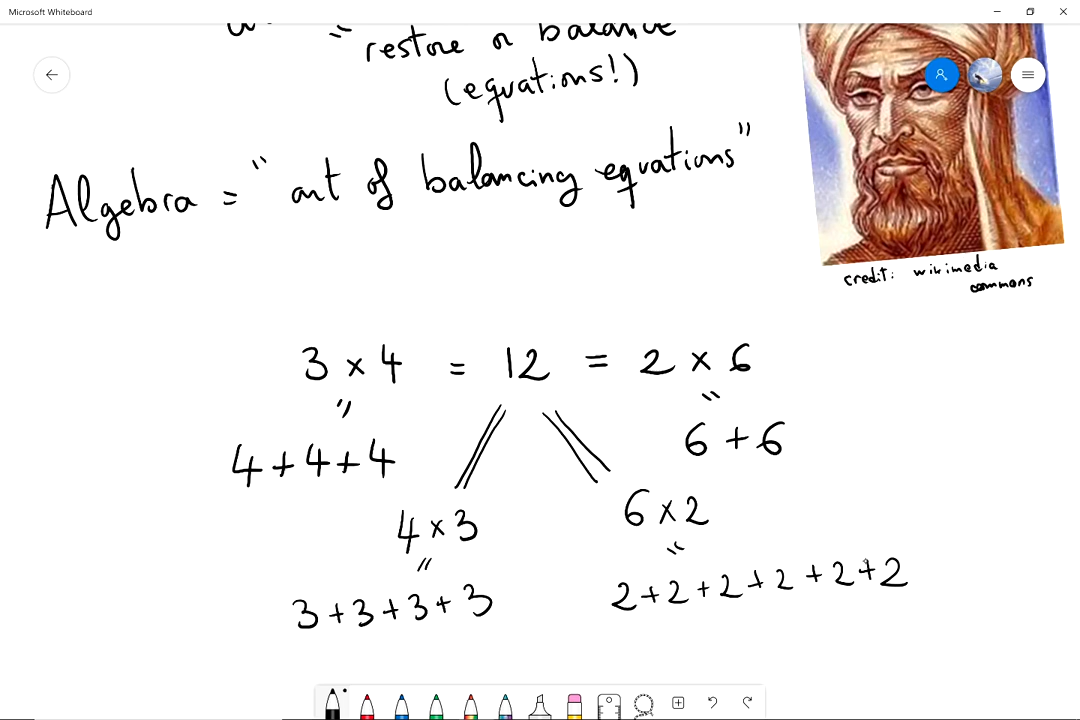 Microsoft Whiteboard
restore or balance
(equations!)
Algebra = "art of balancing equations"
credit: wikimedia
commons
3 × 4 = 12 = 2 × 6
4+4+4
6+6
4×3
6×2
3+3+3+3
2+2+2+2+2+2